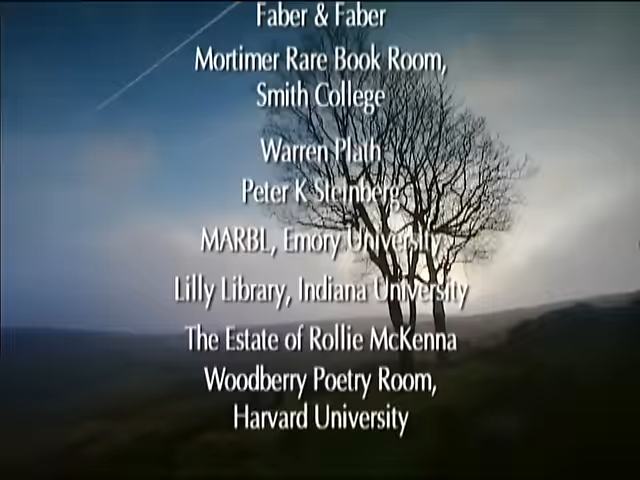 Faber & Faber
Mortimer Rare Book Room,
Smith College
Warren Plath
Peter K Steinberg
MARBL, Emory University
Lilly Library, Indiana University
The Estate of Rollie McKenna
Woodberry Poetry Room,
Harvard University